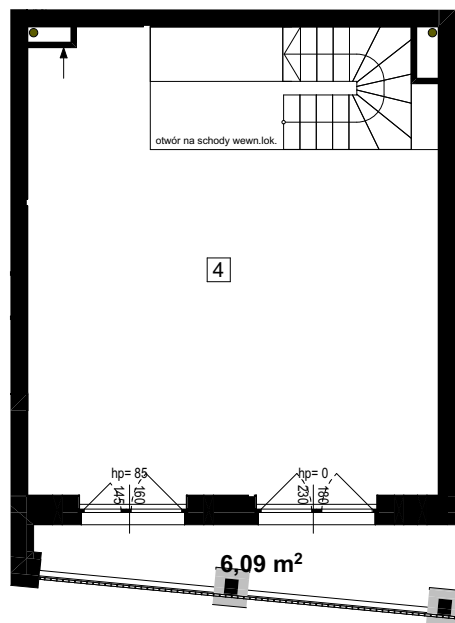 otwór na schody wewn.lok.
4
hp= 85
145 160
hp= 0
230 180
6,09 m²